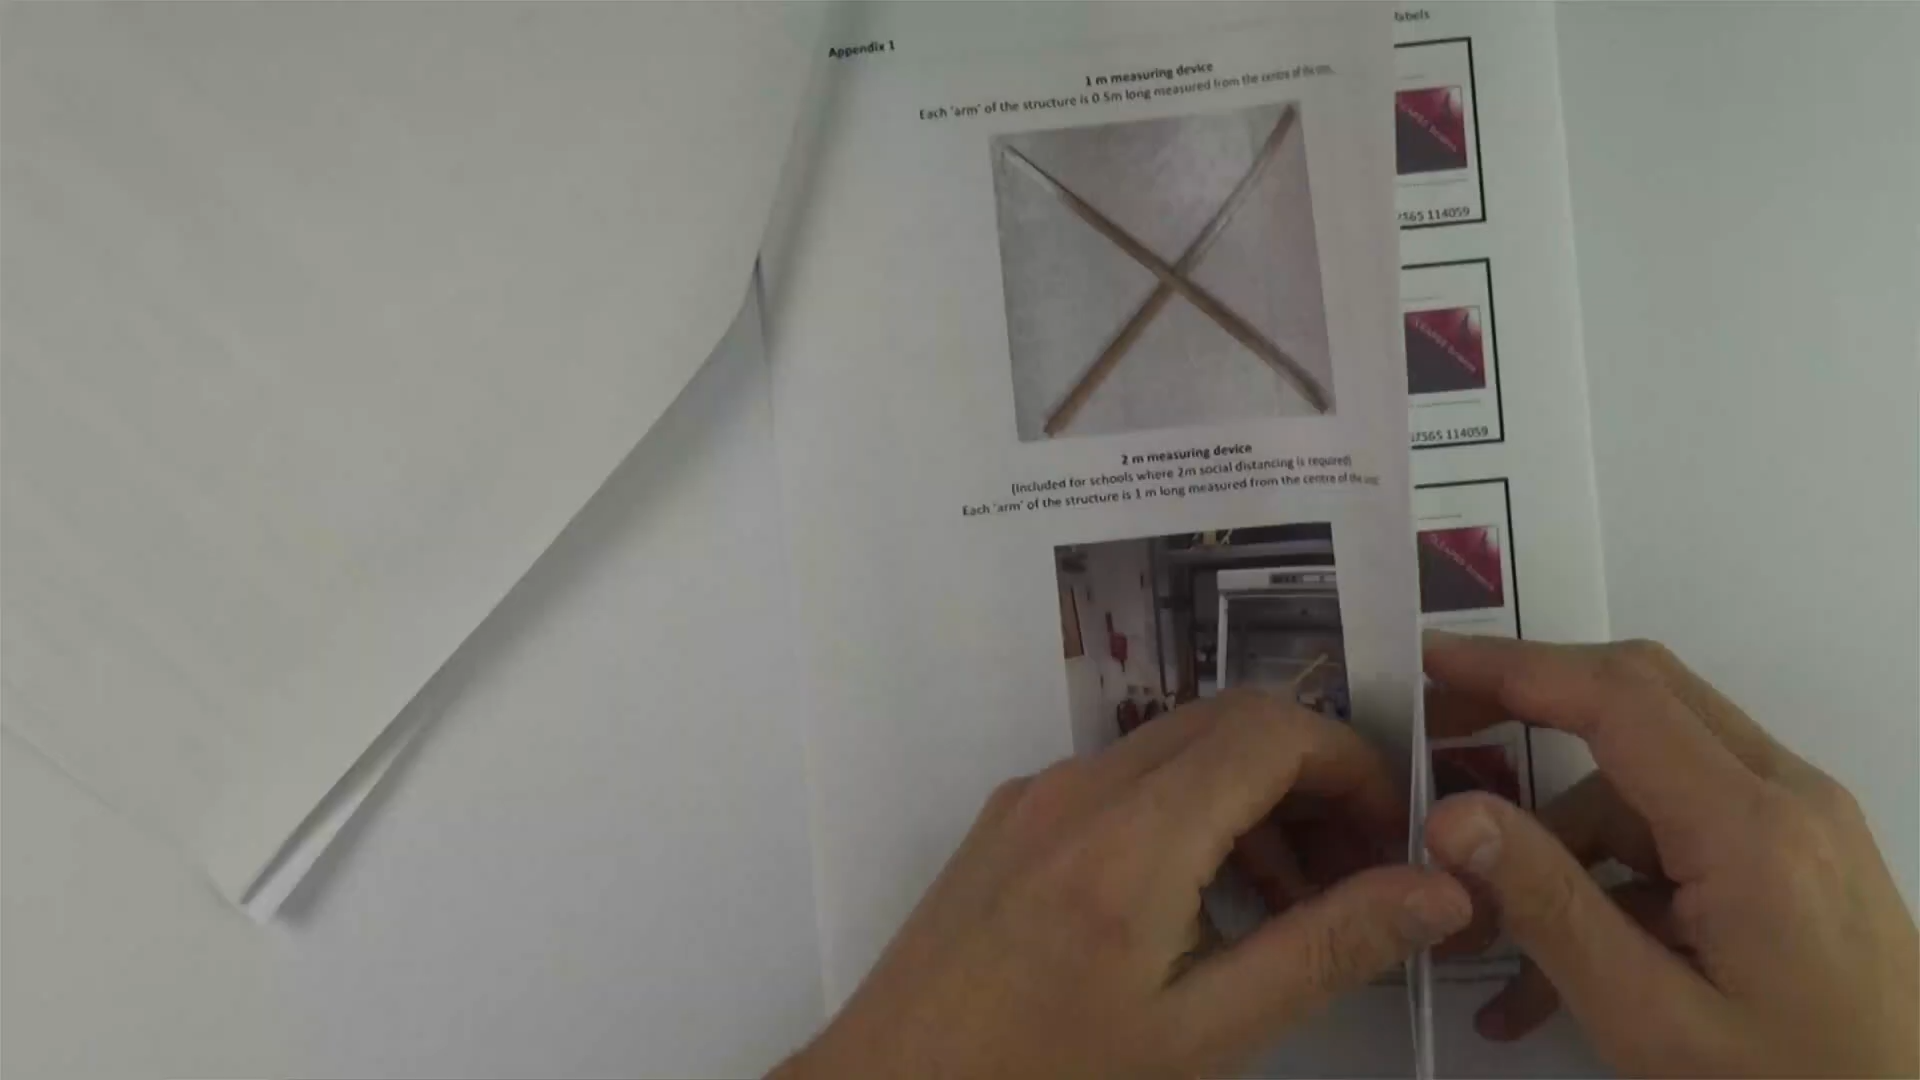 Appendix 1
1 m measuring device
Each 'arm' of the structure is 0.5m long measured from the centre of the
2 m measuring device
(Included for schools where 2m social distancing is required)
Each 'arm' of the structure is 1 m long measured from the centre of the
labels
114059
114059